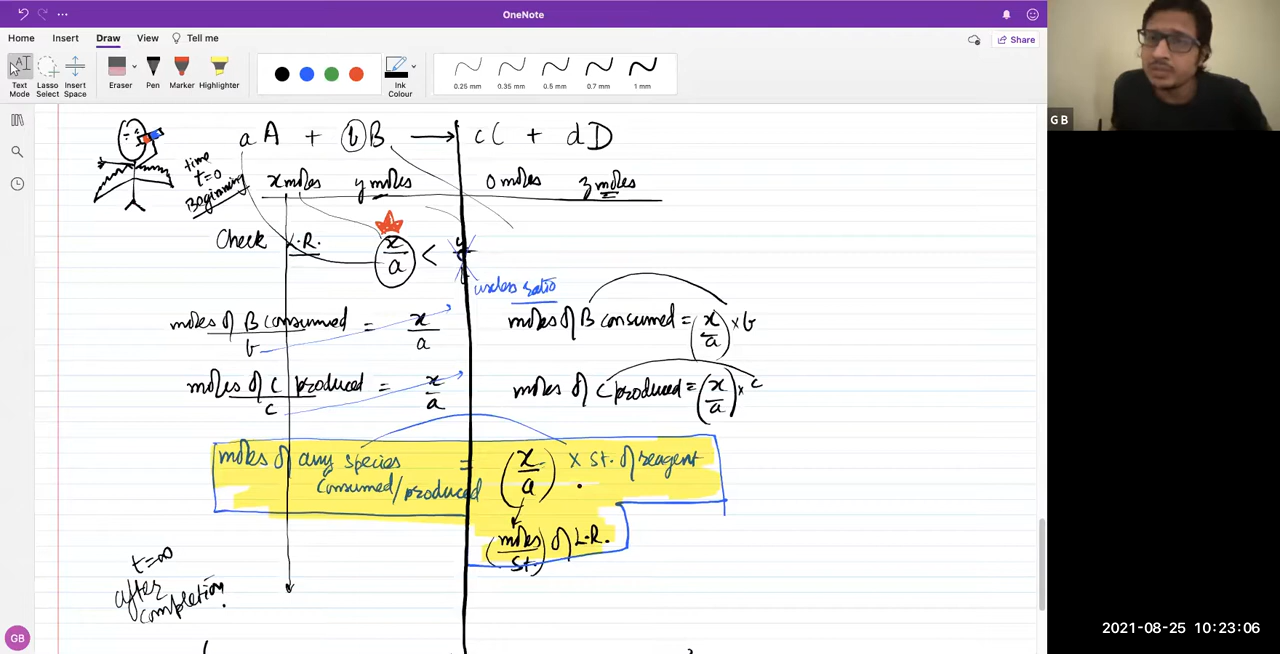 OneNote
Home Insert Draw View Tell me
Share
Text Mode Lasso Select Insert Space Eraser Pen Marker Highlighter Ink Colour 0.25 mm 0.35 mm 0.5 mm 0.7 mm 1 mm
GB
aA + bB → cC + dD
time t=0 Beginning
x moles y moles 0 moles z moles
Check L.R. x/a < y/b
useless ratio
moles of B consumed/b = x/a
moles of B consumed = (x/a) × b
moles of C produced/c = x/a
moles of C produced = (x/a) × c
moles of any species consumed/produced = (x/a) × St. of reagent
(moles/St.) of L.R.
t=∞
after
completion
GB
2021-08-25 10:23:06